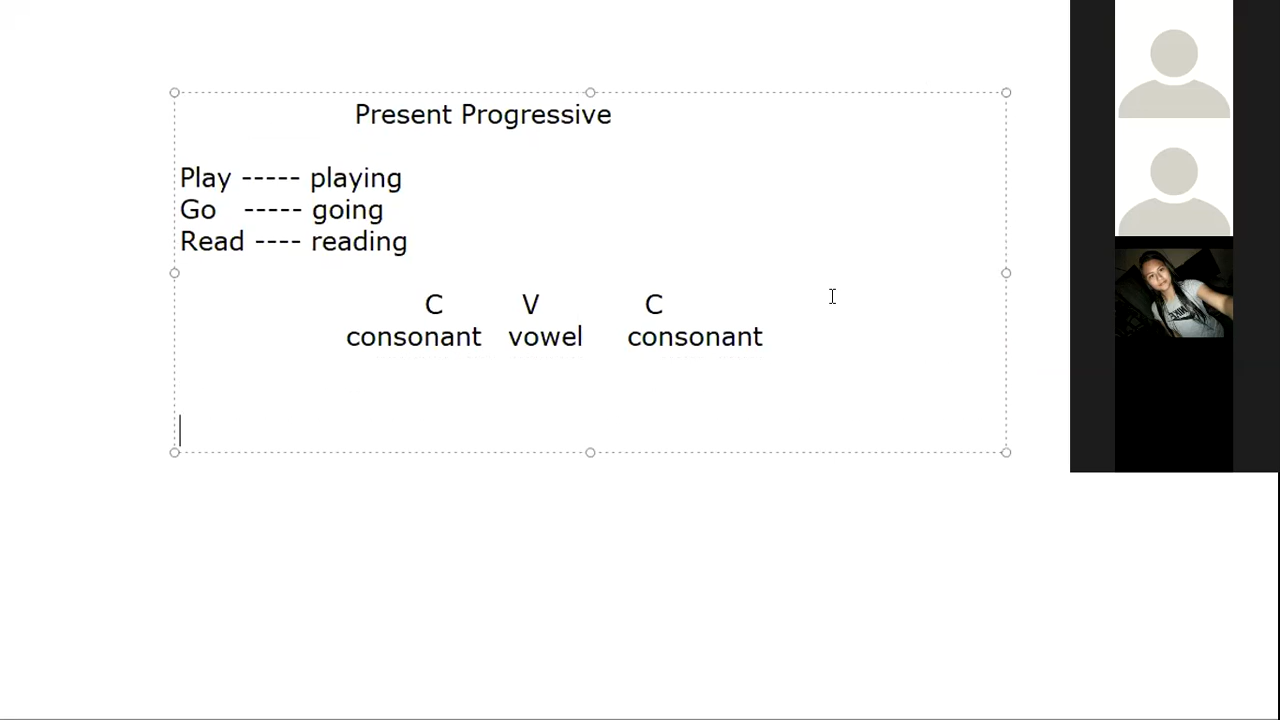 Present Progressive
Play ----- playing
Go ----- going
Read ---- reading
C V C
consonant vowel consonant